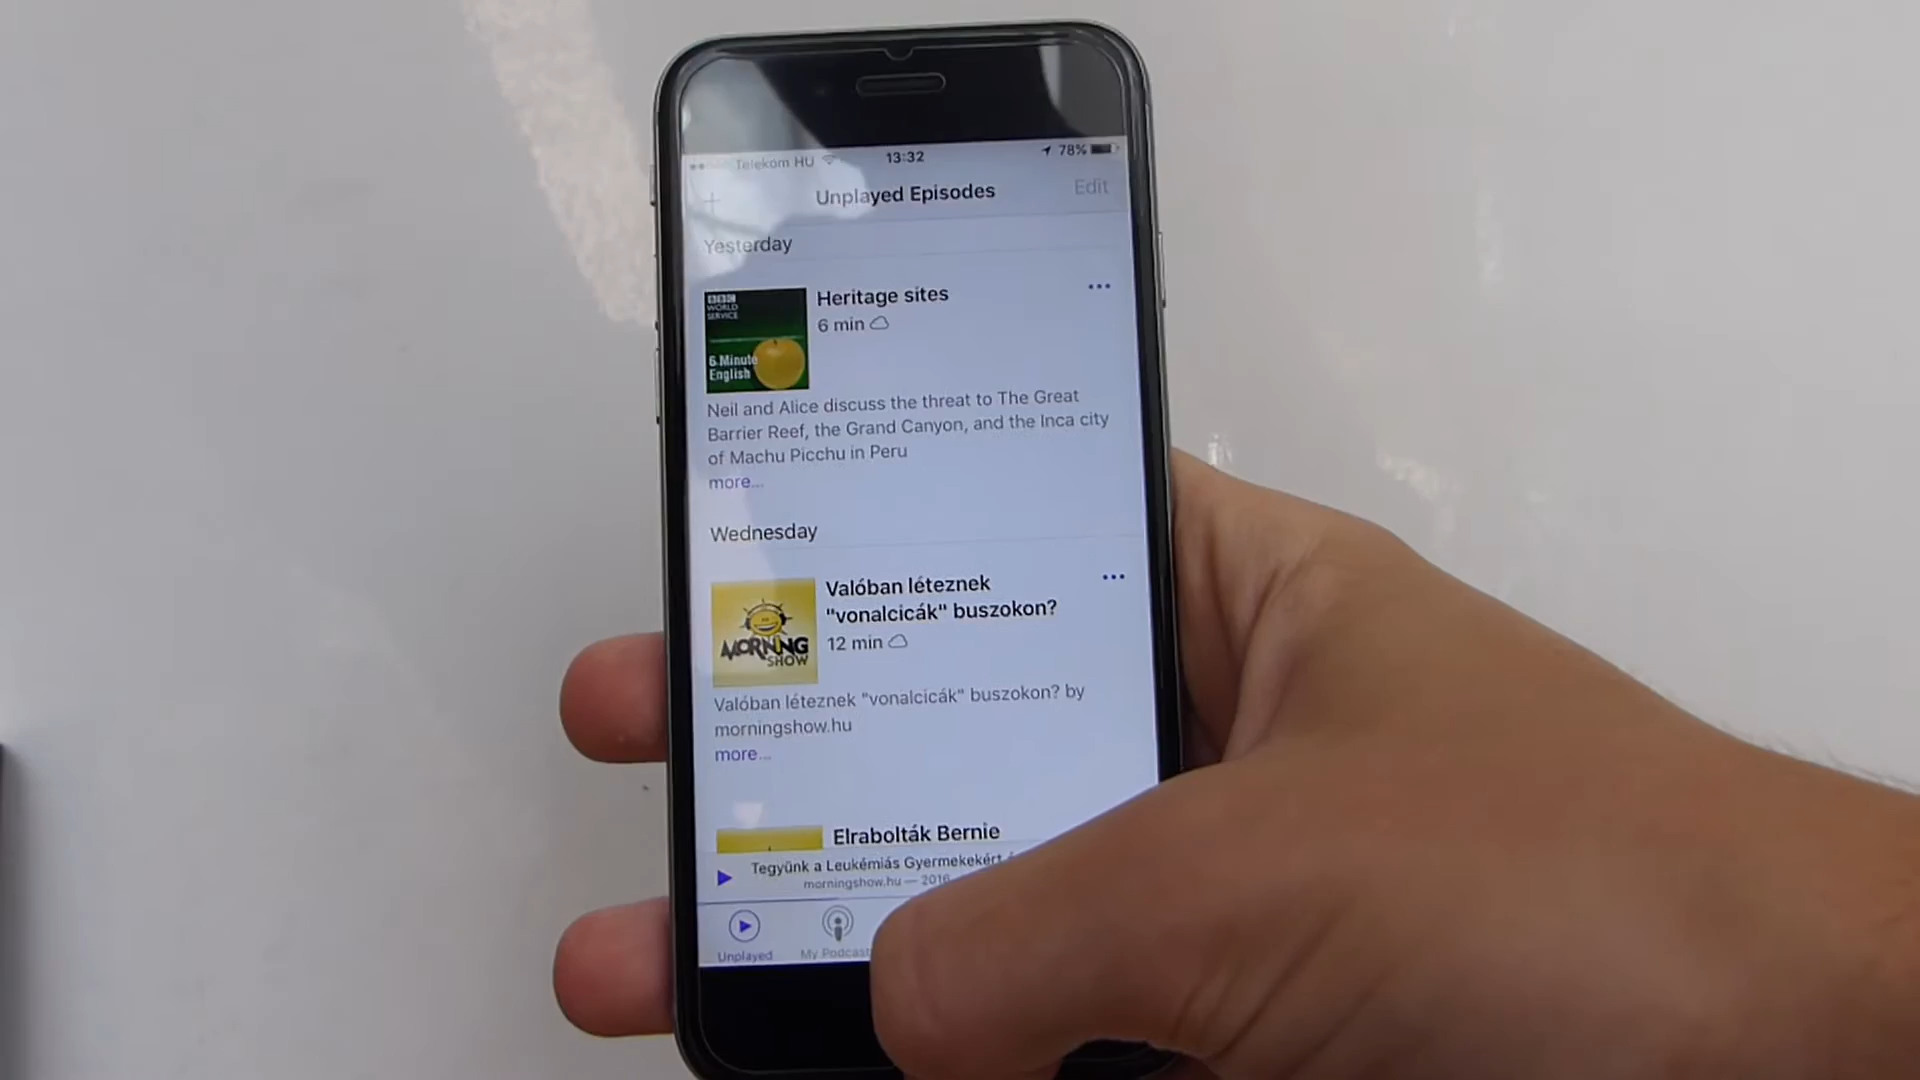 Telekom HU 13:32 78%
Unplayed Episodes Edit
Yesterday
BBC
WORLD
SERVICE
6 Minute
English
Heritage sites
6 min
Neil and Alice discuss the threat to The Great
Barrier Reef, the Grand Canyon, and the Inca city
of Machu Picchu in Peru
more...
Wednesday
MORNING
SHOW
Valóban léteznek
"vonalcicák" buszokon?
12 min
Valóban léteznek "vonalcicák" buszokon? by
morningshow.hu
more...
Elrabolták Bernie
Tegyünk a Leukémiás Gyermekekért
morningshow.hu — 2016
Unplayed My Podcast